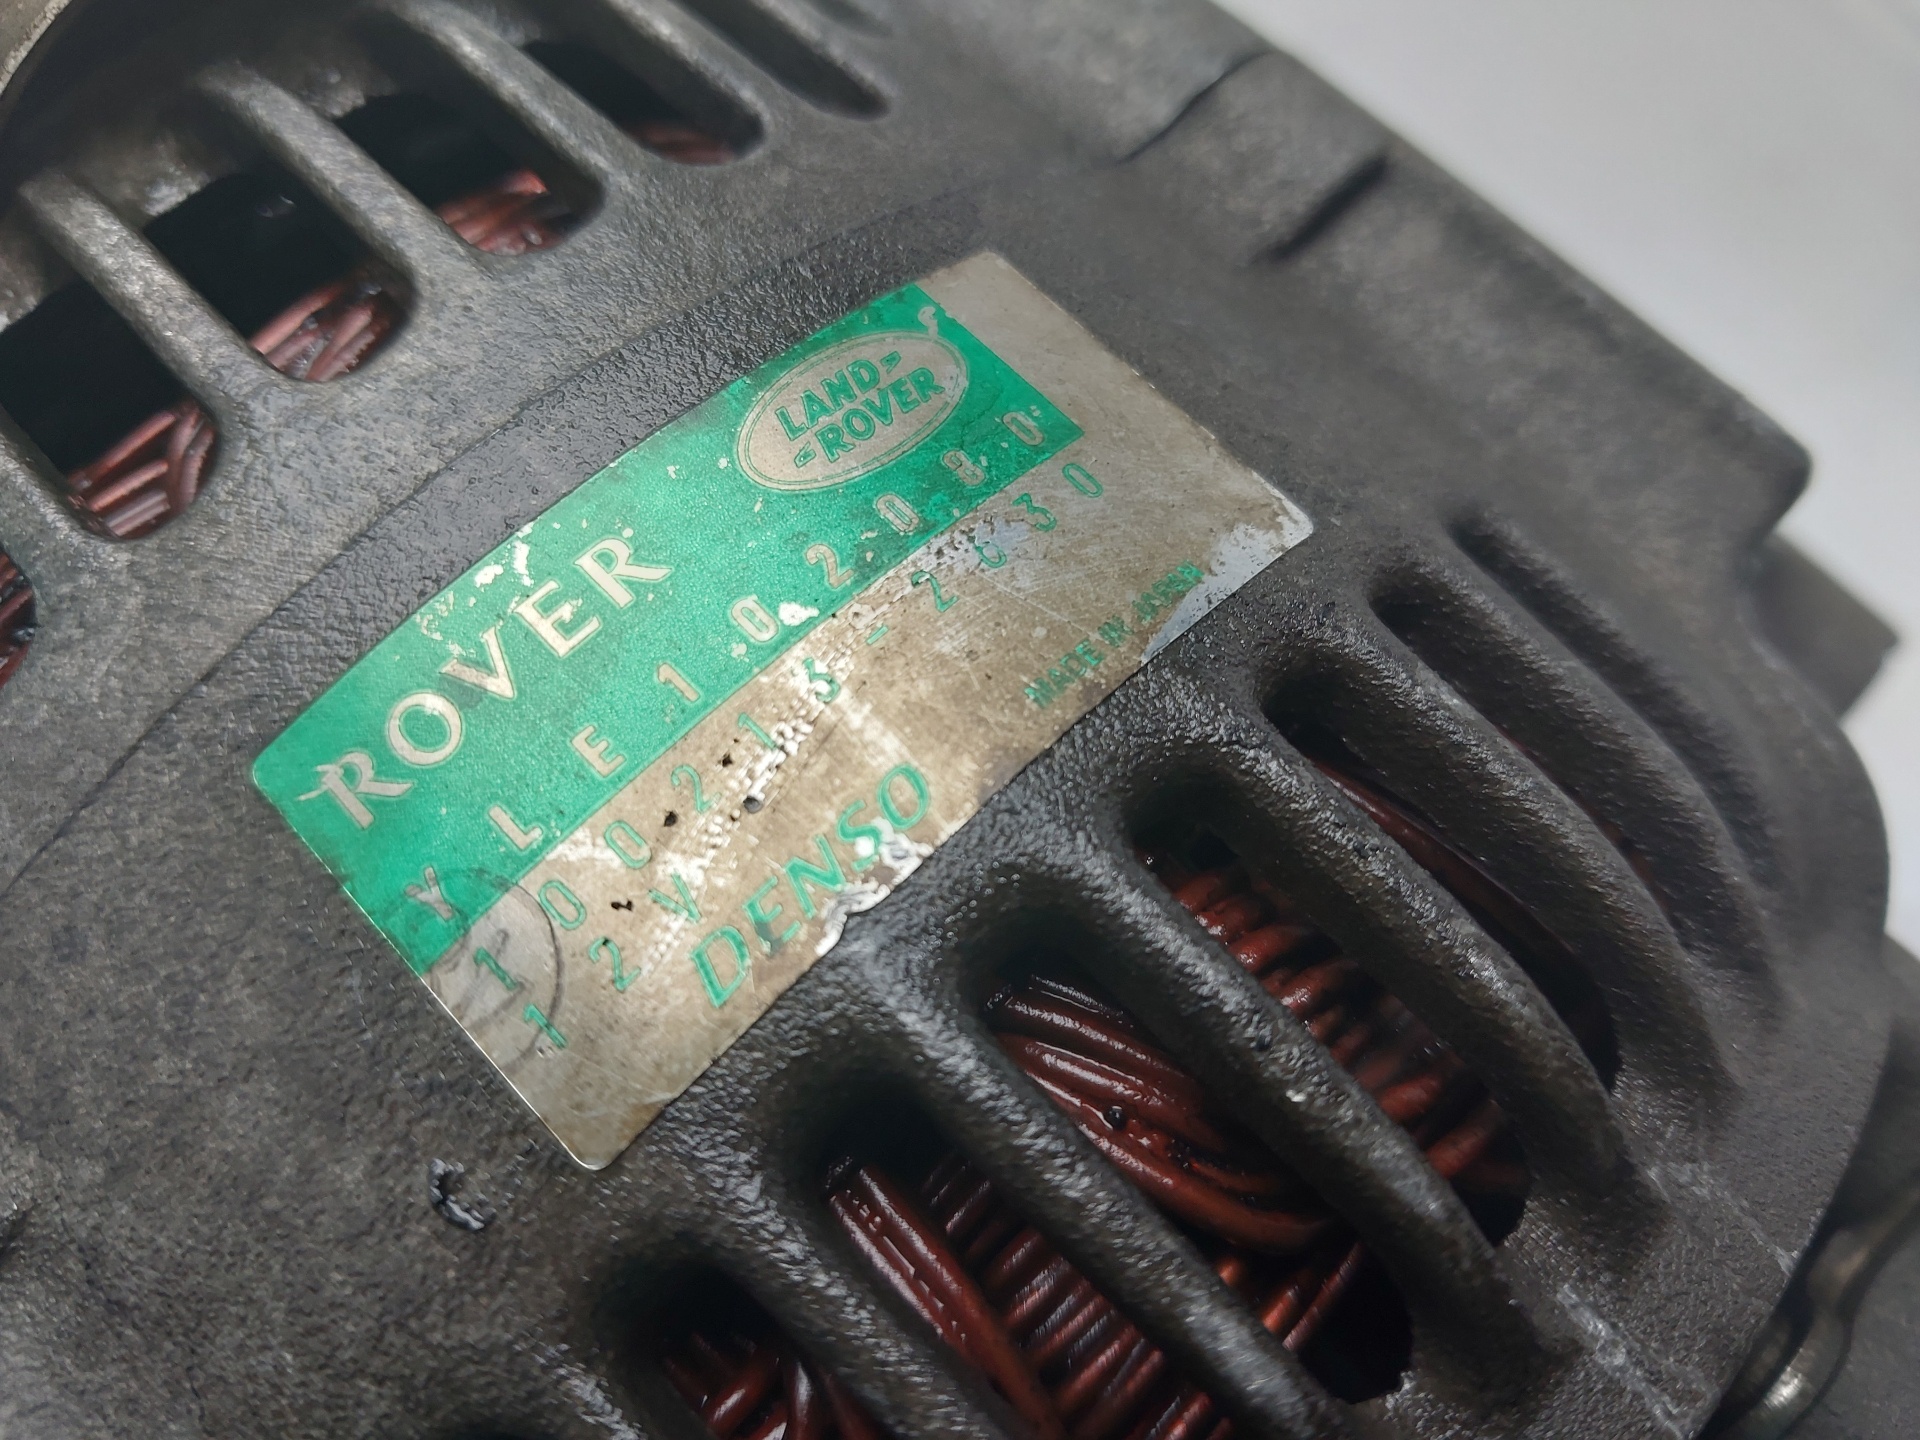 LAND-
-ROVER
ROVER
YLE102080
100213-2630
12V
DENSO
MADE IN JAPAN